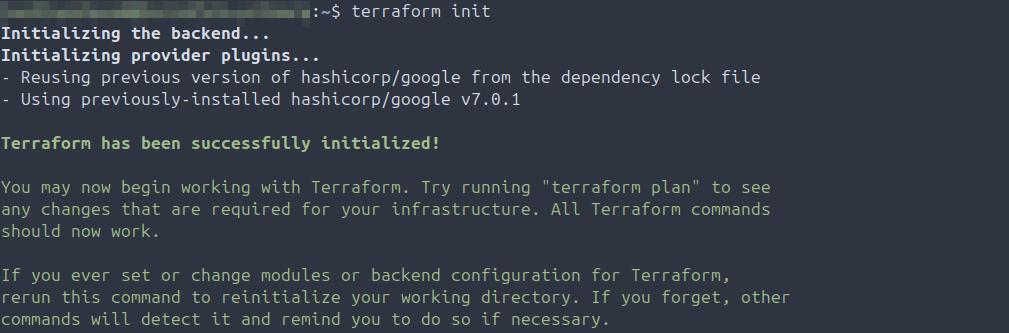 :~$ terraform init
Initializing the backend...
Initializing provider plugins...
- Reusing previous version of hashicorp/google from the dependency lock file
- Using previously-installed hashicorp/google v7.0.1
Terraform has been successfully initialized!
You may now begin working with Terraform. Try running "terraform plan" to see
any changes that are required for your infrastructure. All Terraform commands
should now work.
If you ever set or change modules or backend configuration for Terraform,
rerun this command to reinitialize your working directory. If you forget, other
commands will detect it and remind you to do so if necessary.